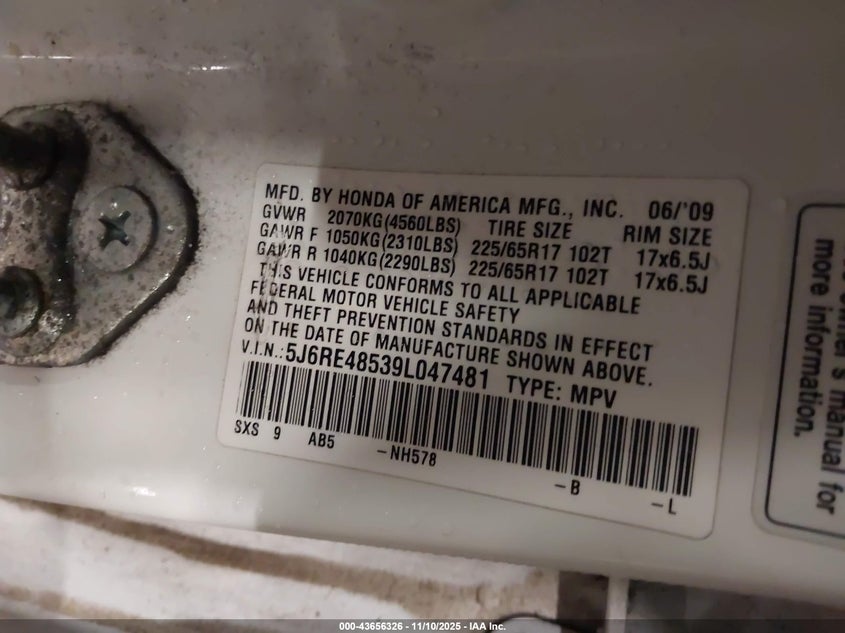 MFD. BY HONDA OF AMERICA MFG., INC. 06/'09
GVWR 2070KG(4560LBS) TIRE SIZE RIM SIZE
GAWR F 1050KG(2310LBS) 225/65R17 102T 17x6.5J
GAWR R 1040KG(2290LBS) 225/65R17 102T 17x6.5J
THIS VEHICLE CONFORMS TO ALL APPLICABLE
FEDERAL MOTOR VEHICLE SAFETY
AND THEFT PREVENTION STANDARDS IN EFFECT
ON THE DATE OF MANUFACTURE SHOWN ABOVE.
V.I.N.:5J6RE48539L047481 TYPE: MPV
SXS 9 AB5 -NH578
-B
-L
owner's manual for
more information.
000-43656326 - 11/10/2025 - IAA Inc.